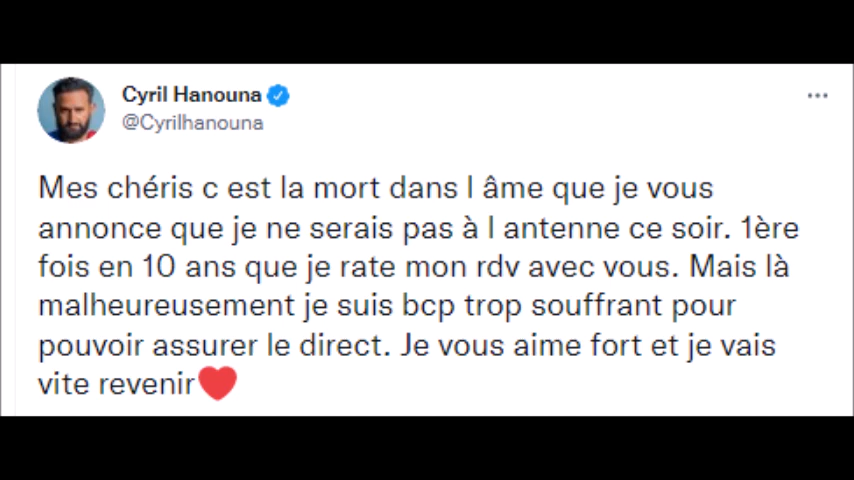 Cyril Hanouna
@Cyrilhanouna
Mes chéris c est la mort dans l âme que je vous
annonce que je ne serais pas à l antenne ce soir. 1ère
fois en 10 ans que je rate mon rdv avec vous. Mais là
malheureusement je suis bcp trop souffrant pour
pouvoir assurer le direct. Je vous aime fort et je vais
vite revenir❤️